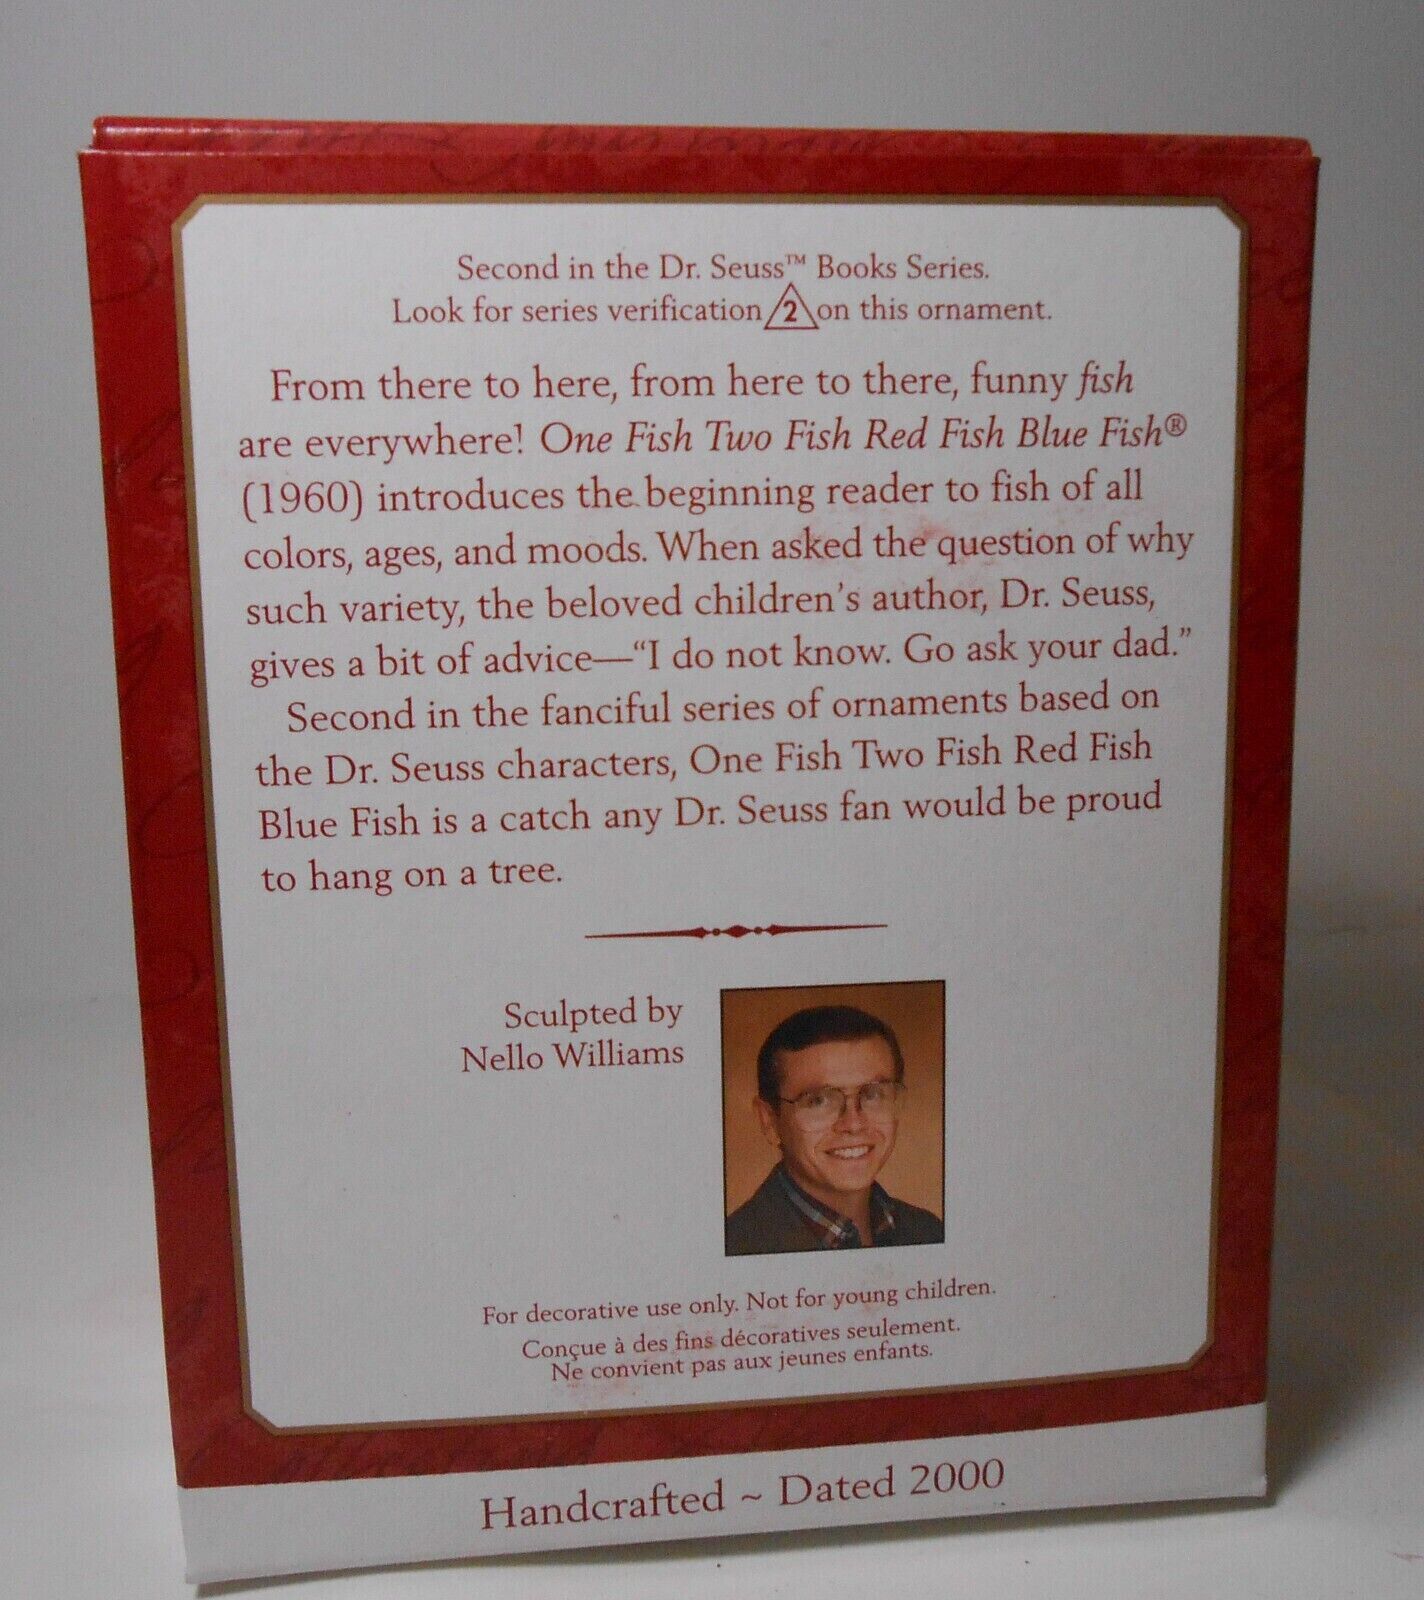 Second in the Dr. Seuss™ Books Series.
Look for series verification 2 on this ornament.
From there to here, from here to there, funny fish
are everywhere! One Fish Two Fish Red Fish Blue Fish®
(1960) introduces the beginning reader to fish of all
colors, ages, and moods. When asked the question of why
such variety, the beloved children's author, Dr. Seuss,
gives a bit of advice—“I do not know. Go ask your dad.”
Second in the fanciful series of ornaments based on
the Dr. Seuss characters, One Fish Two Fish Red Fish
Blue Fish is a catch any Dr. Seuss fan would be proud
to hang on a tree.
Sculpted by
Nello Williams
For decorative use only. Not for young children.
Conçue à des fins décoratives seulement.
Ne convient pas aux jeunes enfants.
Handcrafted ~ Dated 2000